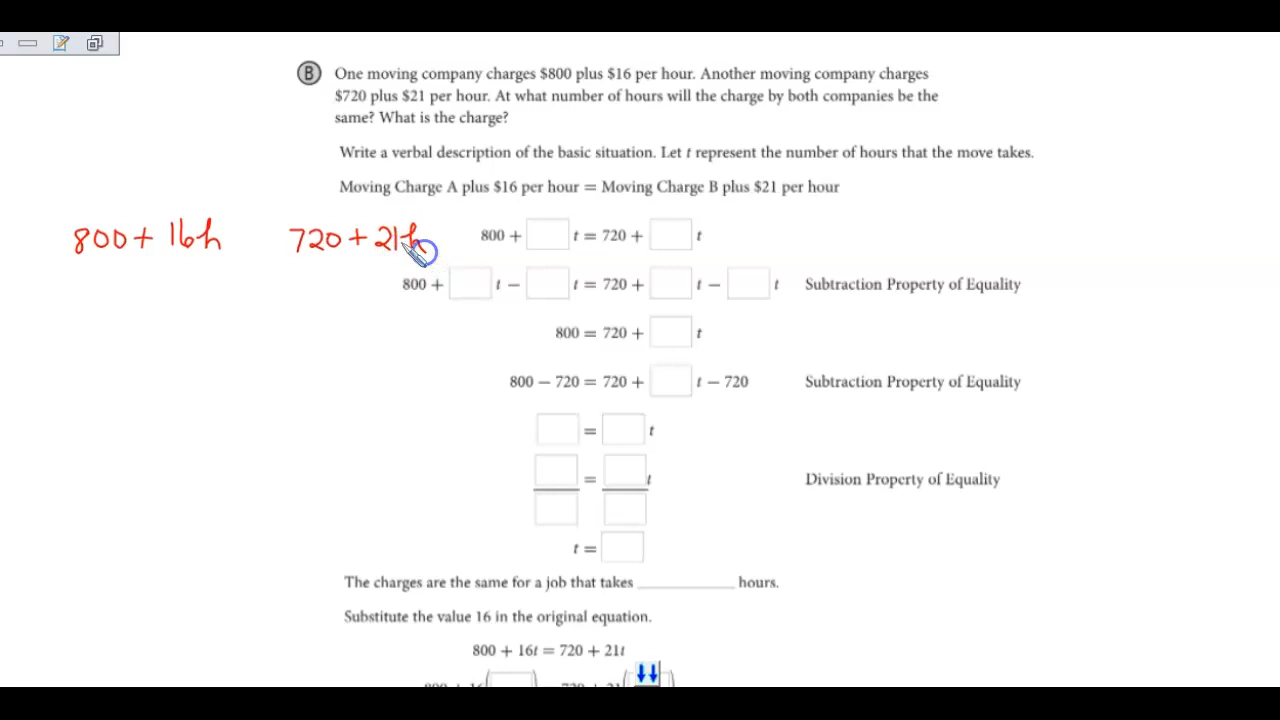 B One moving company charges $800 plus $16 per hour. Another moving company charges
$720 plus $21 per hour. At what number of hours will the charge by both companies be the
same? What is the charge?
Write a verbal description of the basic situation. Let t represent the number of hours that the move takes.
Moving Charge A plus $16 per hour = Moving Charge B plus $21 per hour
800 + 16h 720 + 21h 800 + t = 720 + t
800 + t − t = 720 + t − t Subtraction Property of Equality
800 = 720 + t
800 − 720 = 720 + t − 720 Subtraction Property of Equality
= t
= t Division Property of Equality
t =
The charges are the same for a job that takes ____________ hours.
Substitute the value 16 in the original equation.
800 + 16t = 720 + 21t